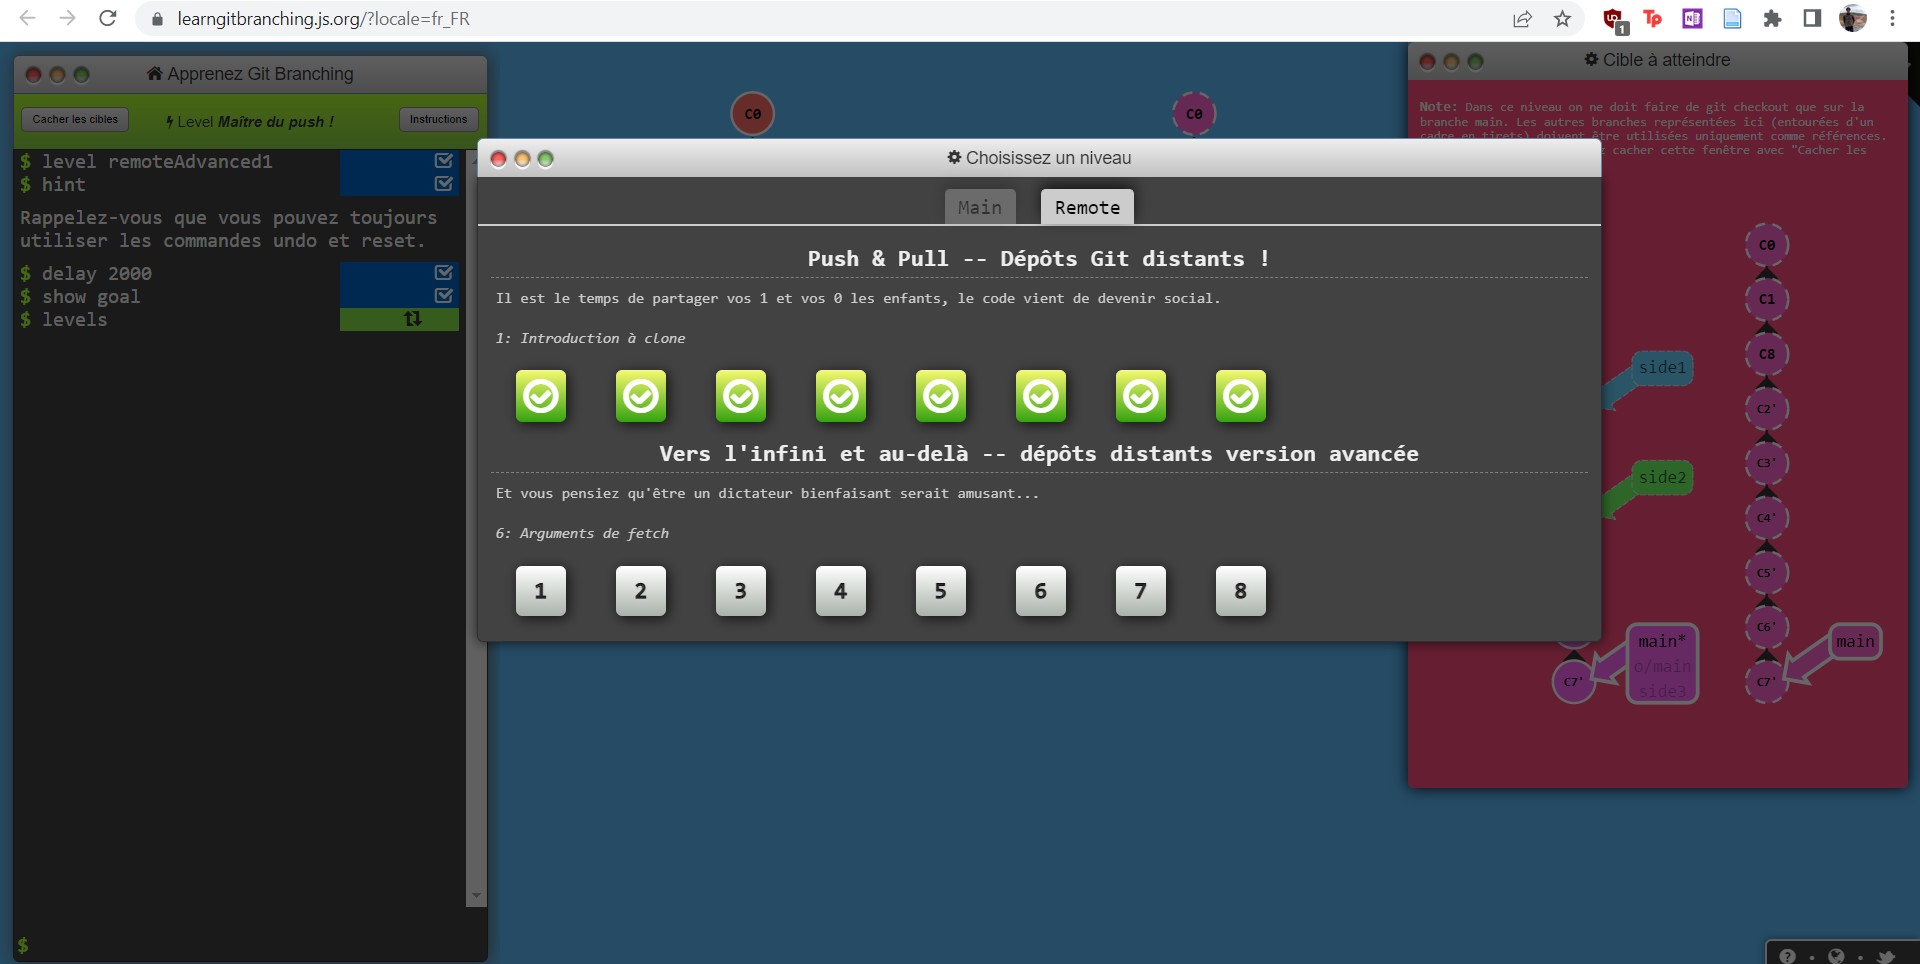 learngitbranching.js.org/?locale=fr_FR
1
Apprenez Git Branching
Cacher les cibles
Level Maître du push !
Instructions
$ level remoteAdvanced1
$ hint
Rappelez-vous que vous pouvez toujours
utiliser les commandes undo et reset.
$ delay 2000
$ show goal
$ levels
$
C0
C0
Choisissez un niveau
Main
Remote
Push & Pull -- Dépôts Git distants !
Il est le temps de partager vos 1 et vos 0 les enfants, le code vient de devenir social.
1: Introduction à clone
Vers l'infini et au-delà -- dépôts distants version avancée
Et vous pensiez qu'être un dictateur bienfaisant serait amusant...
6: Arguments de fetch
1 2 3 4 5 6 7 8
Cible à atteindre
Note: Dans ce niveau on ne doit faire de git checkout que sur la
branche main. Les autres branches représentées ici (entourées d'un
cadre en tirets) doivent être utilisées uniquement comme références.
cacher cette fenêtre avec "Cacher les
C0
C1
side1
C8
C2'
C3'
side2
C4'
C5'
C6'
main*
o/main
side3
C7'
main
C7'